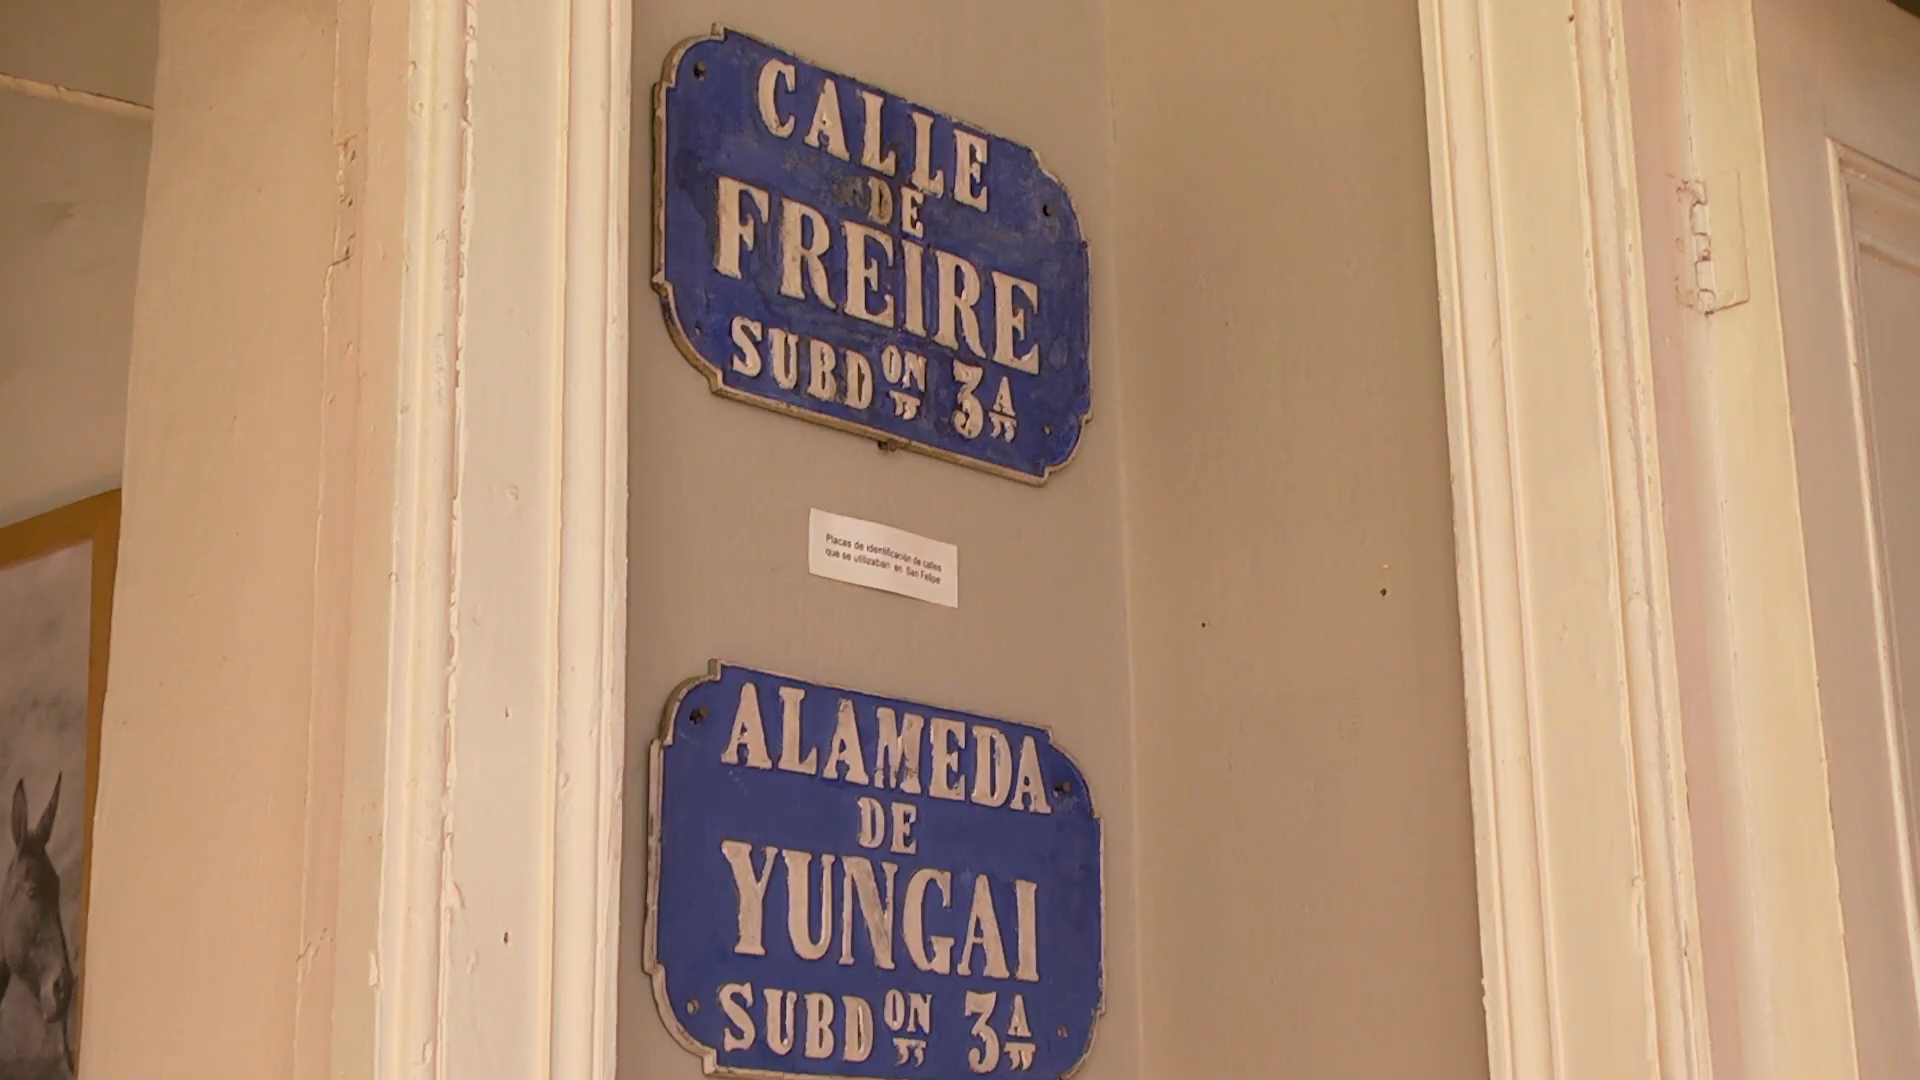 CALLE
DE
FREIRE
SUBDON 3A
Placas de identificación de calles
que se utilizaban en San Felipe
ALAMEDA
DE
YUNGAI
SUBDON 3A